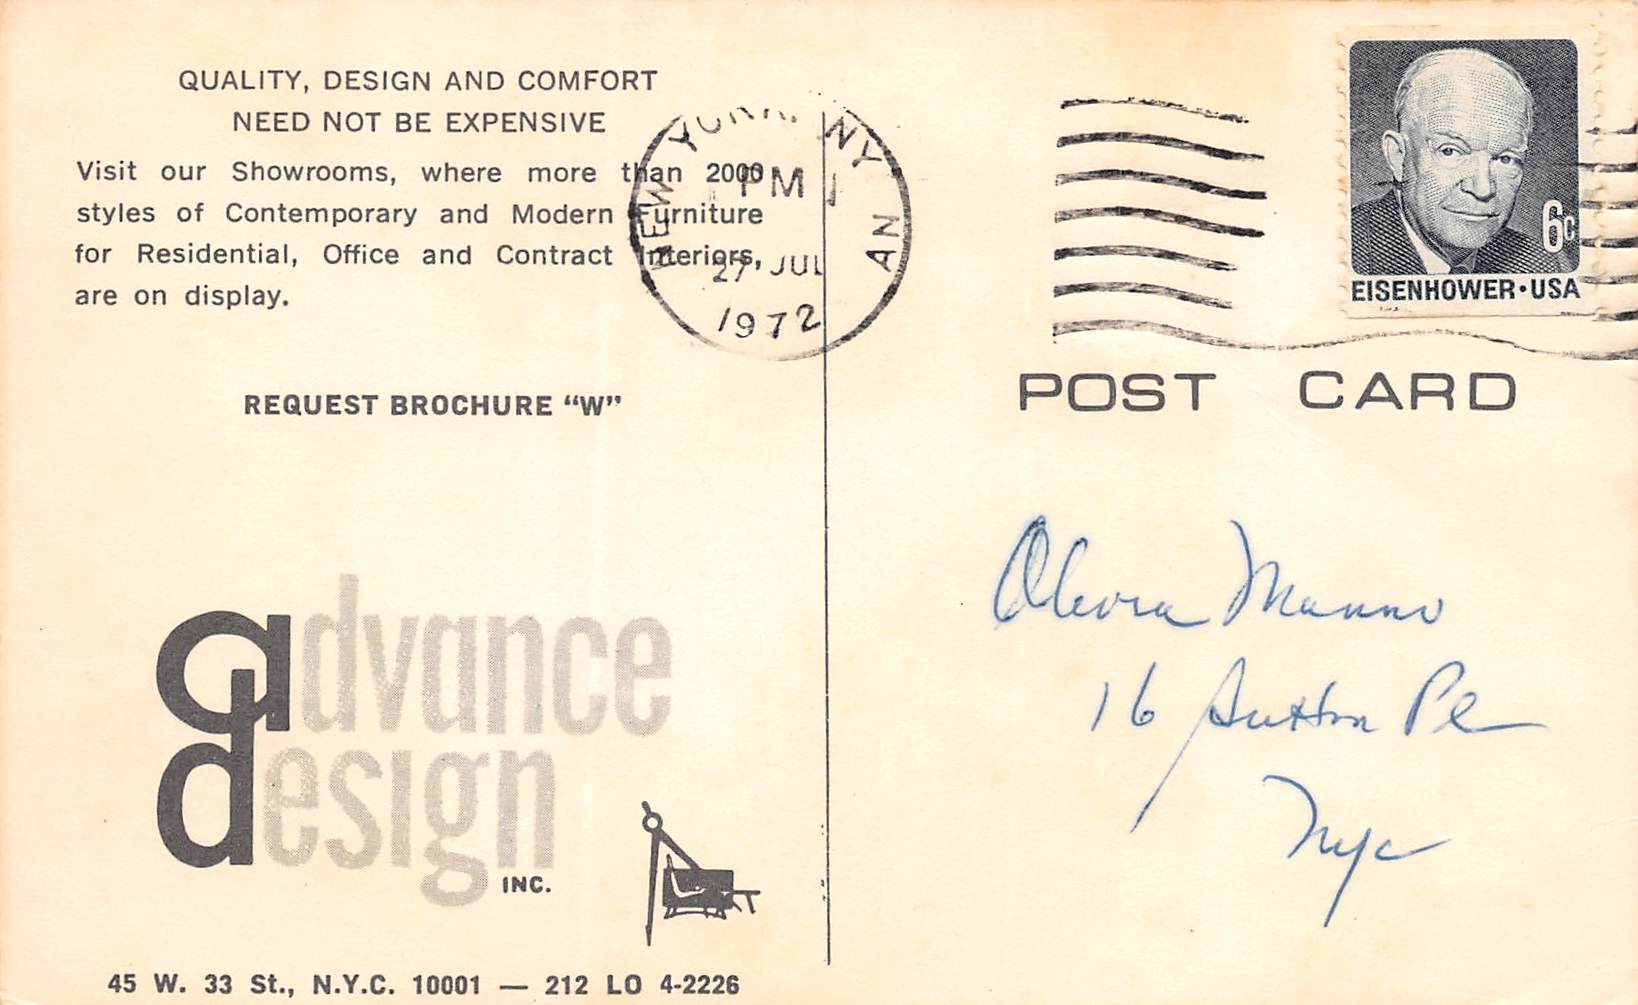 QUALITY, DESIGN AND COMFORT
NEED NOT BE EXPENSIVE
Visit our Showrooms, where more than 2000
styles of Contemporary and Modern Furniture
for Residential, Office and Contract Interiors,
are on display.
REQUEST BROCHURE “W”
advance
design
INC.
45 W. 33 St., N.Y.C. 10001 — 212 LO 4-2226
NEW YORK, NY
PM
27 JUL
1972
6c
EISENHOWER·USA
POST CARD
Olivia Manno
16 Sutton Pl
Nyc